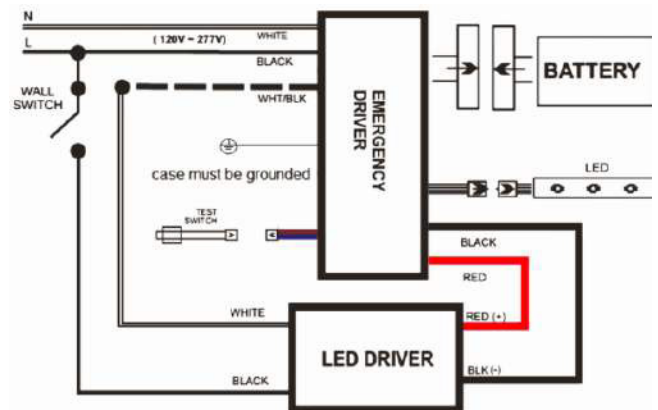 N
( 120V ~ 277V)
WHITE
L
BLACK
WALL
SWITCH
WHT/BLK
EMERGENCY
DRIVER
BATTERY
case must be grounded
LED
TEST
SWITCH
BLACK
RED
WHITE
RED (+)
LED DRIVER
BLACK
BLK(-)